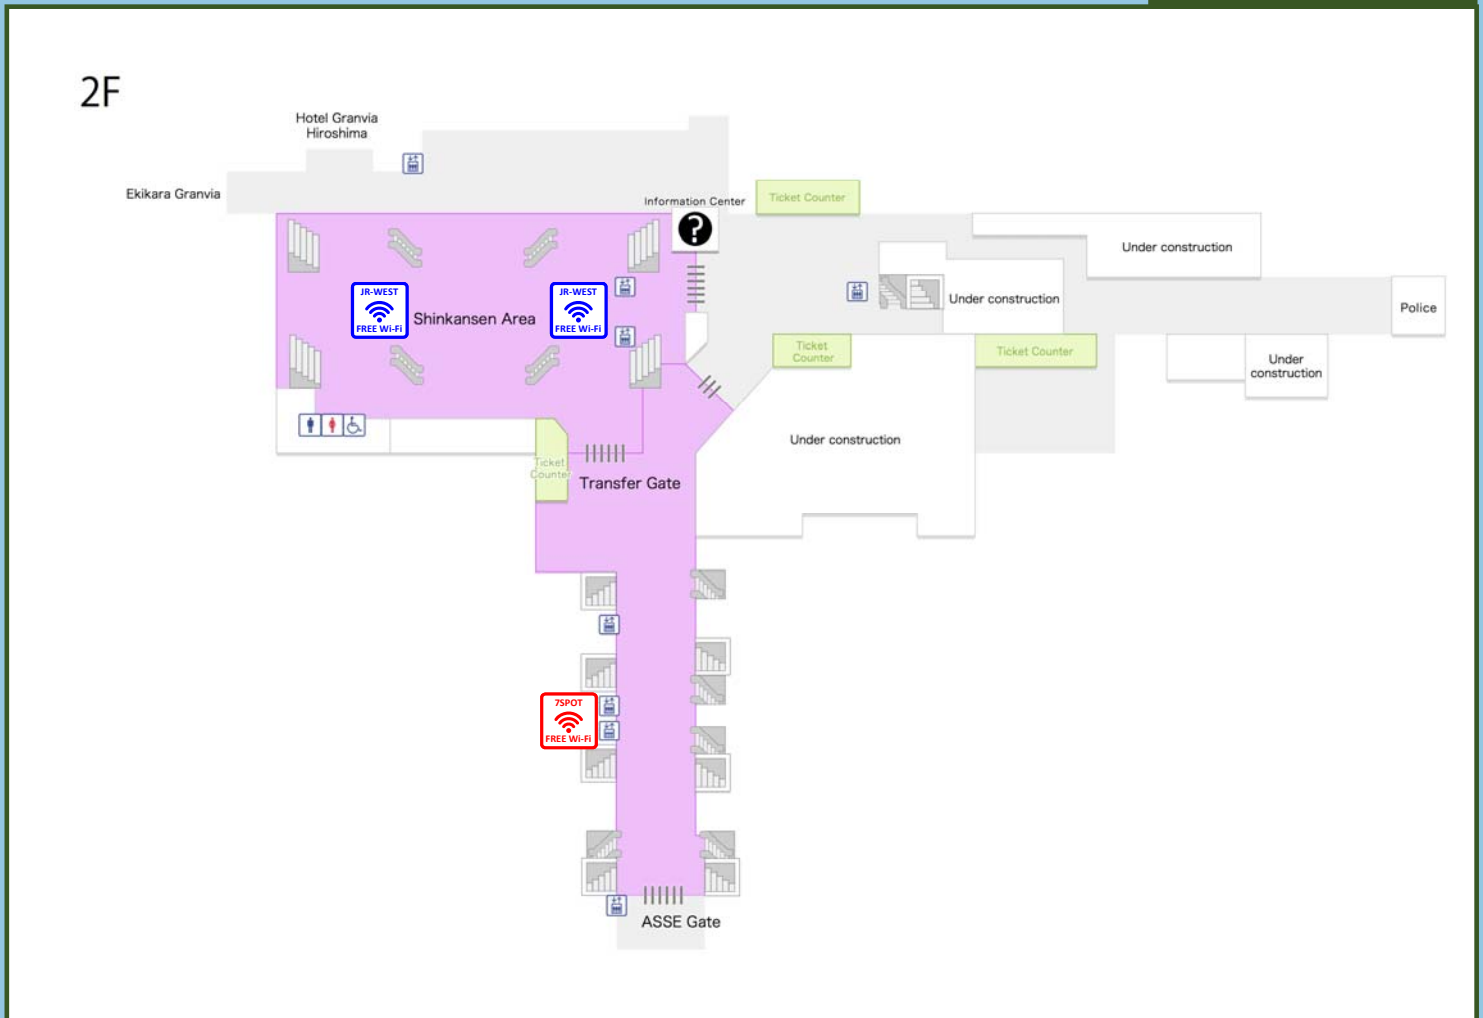 2F
Hotel Granvia
Hiroshima
Ekikara Granvia
Information Center
?
Ticket Counter
Under construction
JR-WEST
FREE Wi-Fi
Shinkansen Area
JR-WEST
FREE Wi-Fi
Under construction
Police
Ticket
Counter
Ticket Counter
Under
construction
Under construction
Ticket
Counter
Transfer Gate
7SPOT
FREE Wi-Fi
ASSE Gate